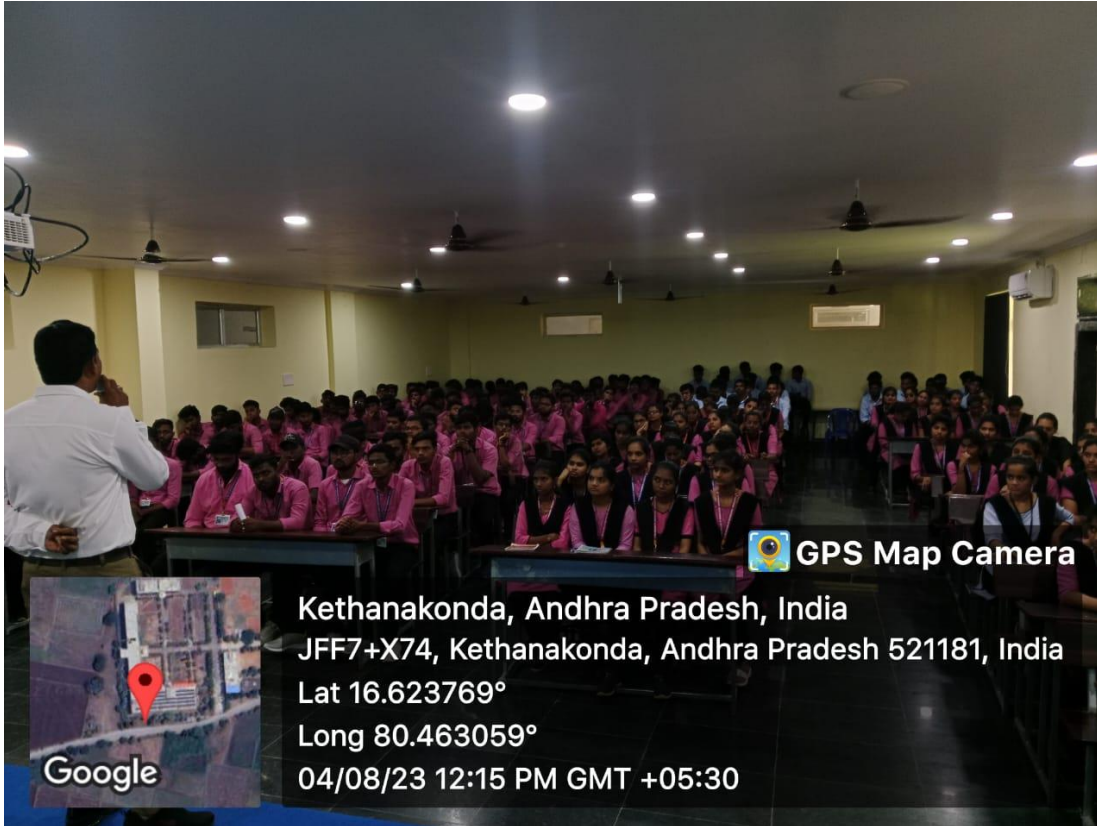 GPS Map Camera
Kethanakonda, Andhra Pradesh, India
JFF7+X74, Kethanakonda, Andhra Pradesh 521181, India
Lat 16.623769°
Long 80.463059°
04/08/23 12:15 PM GMT +05:30
Google